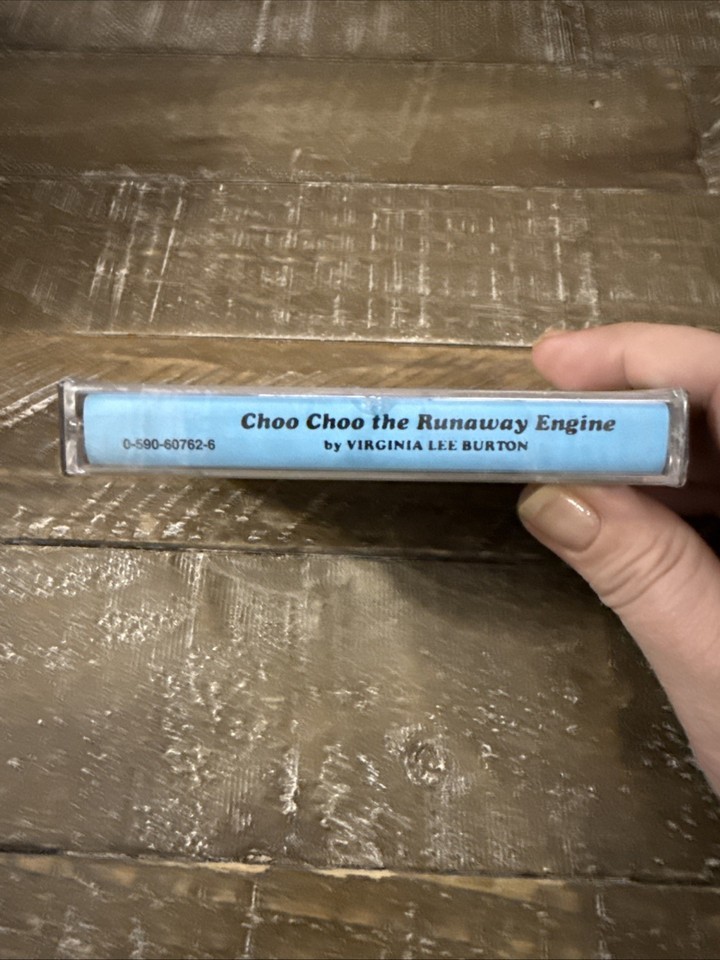 Choo Choo the Runaway Engine
0-590-60762-6
by VIRGINIA LEE BURTON